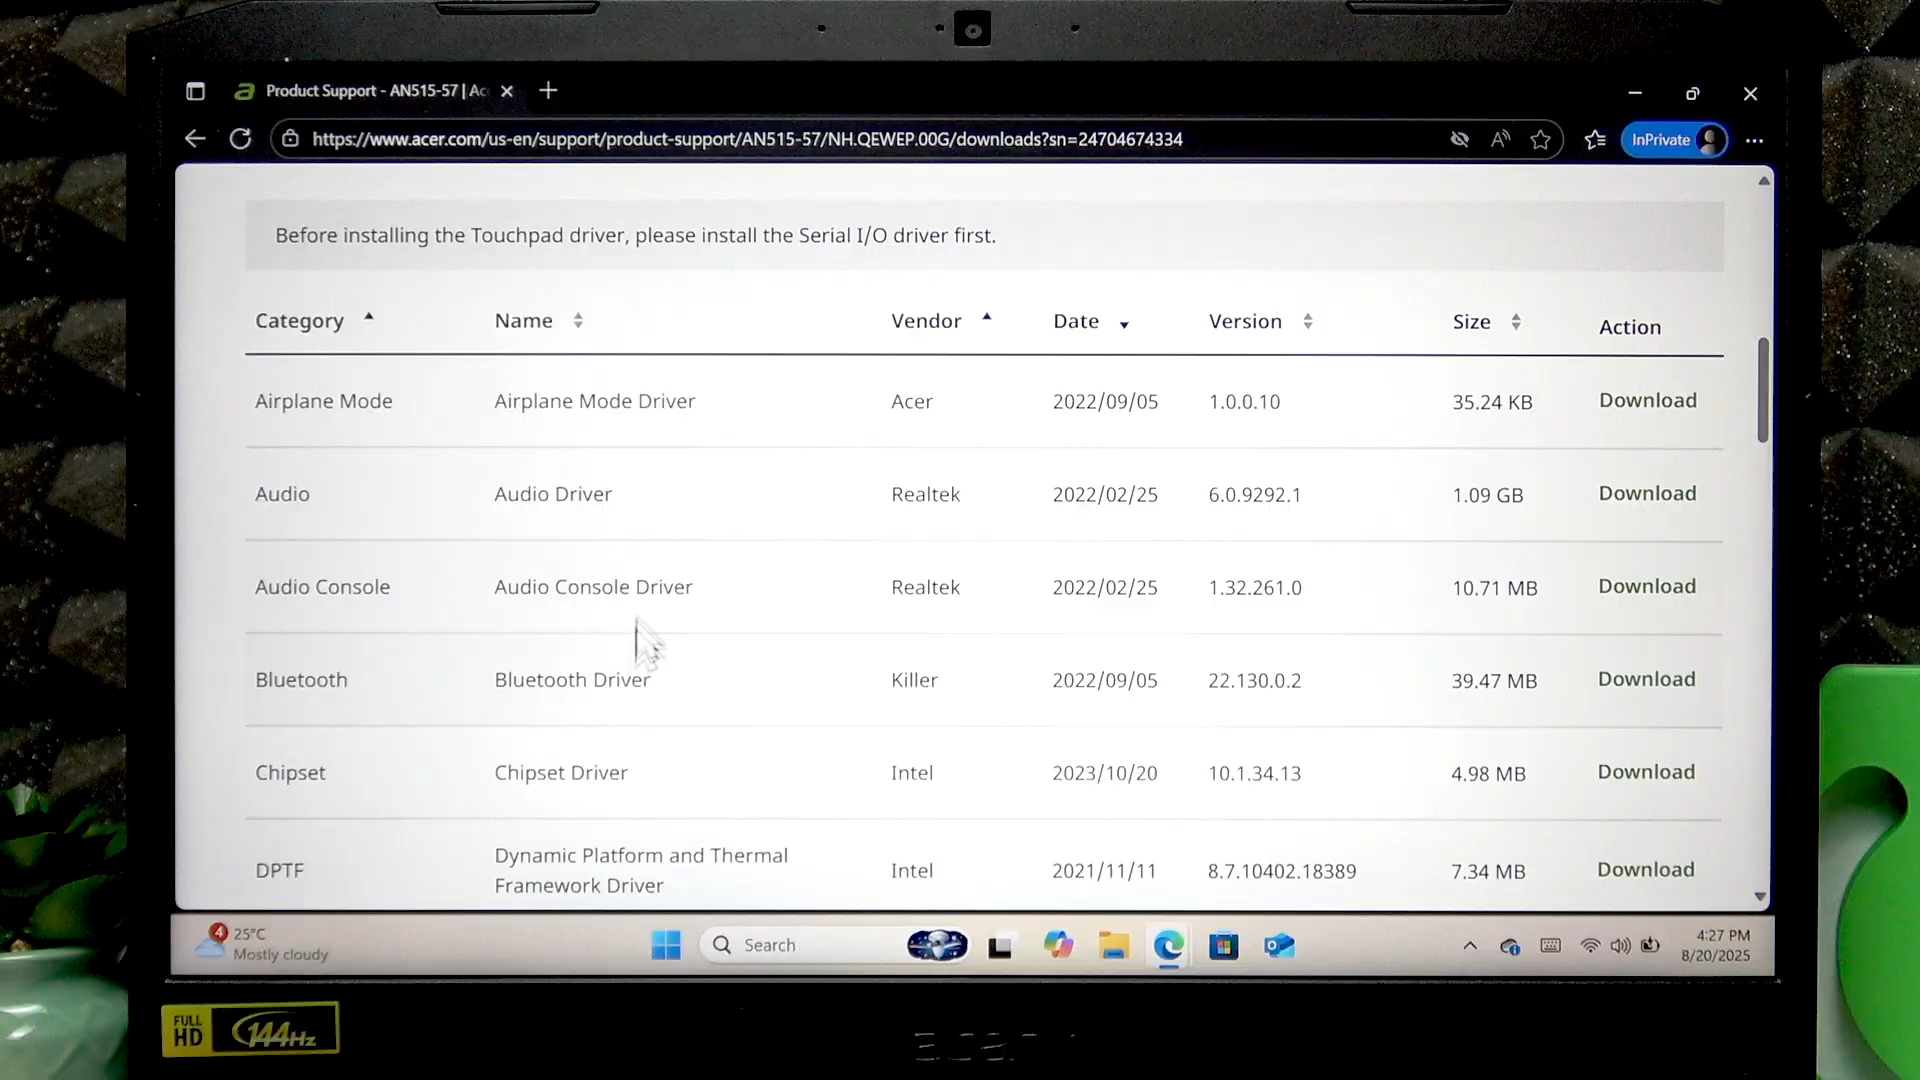 Product Support - AN515-57 | Ac
https://www.acer.com/us-en/support/product-support/AN515-57/NH.QEWEP.00G/downloads?sn=24704674334
InPrivate
Before installing the Touchpad driver, please install the Serial I/O driver first.
Category Name Vendor Date Version Size Action
Airplane Mode Airplane Mode Driver Acer 2022/09/05 1.0.0.10 35.24 KB Download
Audio Audio Driver Realtek 2022/02/25 6.0.9292.1 1.09 GB Download
Audio Console Audio Console Driver Realtek 2022/02/25 1.32.261.0 10.71 MB Download
Bluetooth Bluetooth Driver Killer 2022/09/05 22.130.0.2 39.47 MB Download
Chipset Chipset Driver Intel 2023/10/20 10.1.34.13 4.98 MB Download
DPTF Dynamic Platform and Thermal Framework Driver Intel 2021/11/11 8.7.10402.18389 7.34 MB Download
4
25°C
Mostly cloudy
Search
4:27 PM
8/20/2025
FULL HD 144Hz
acer